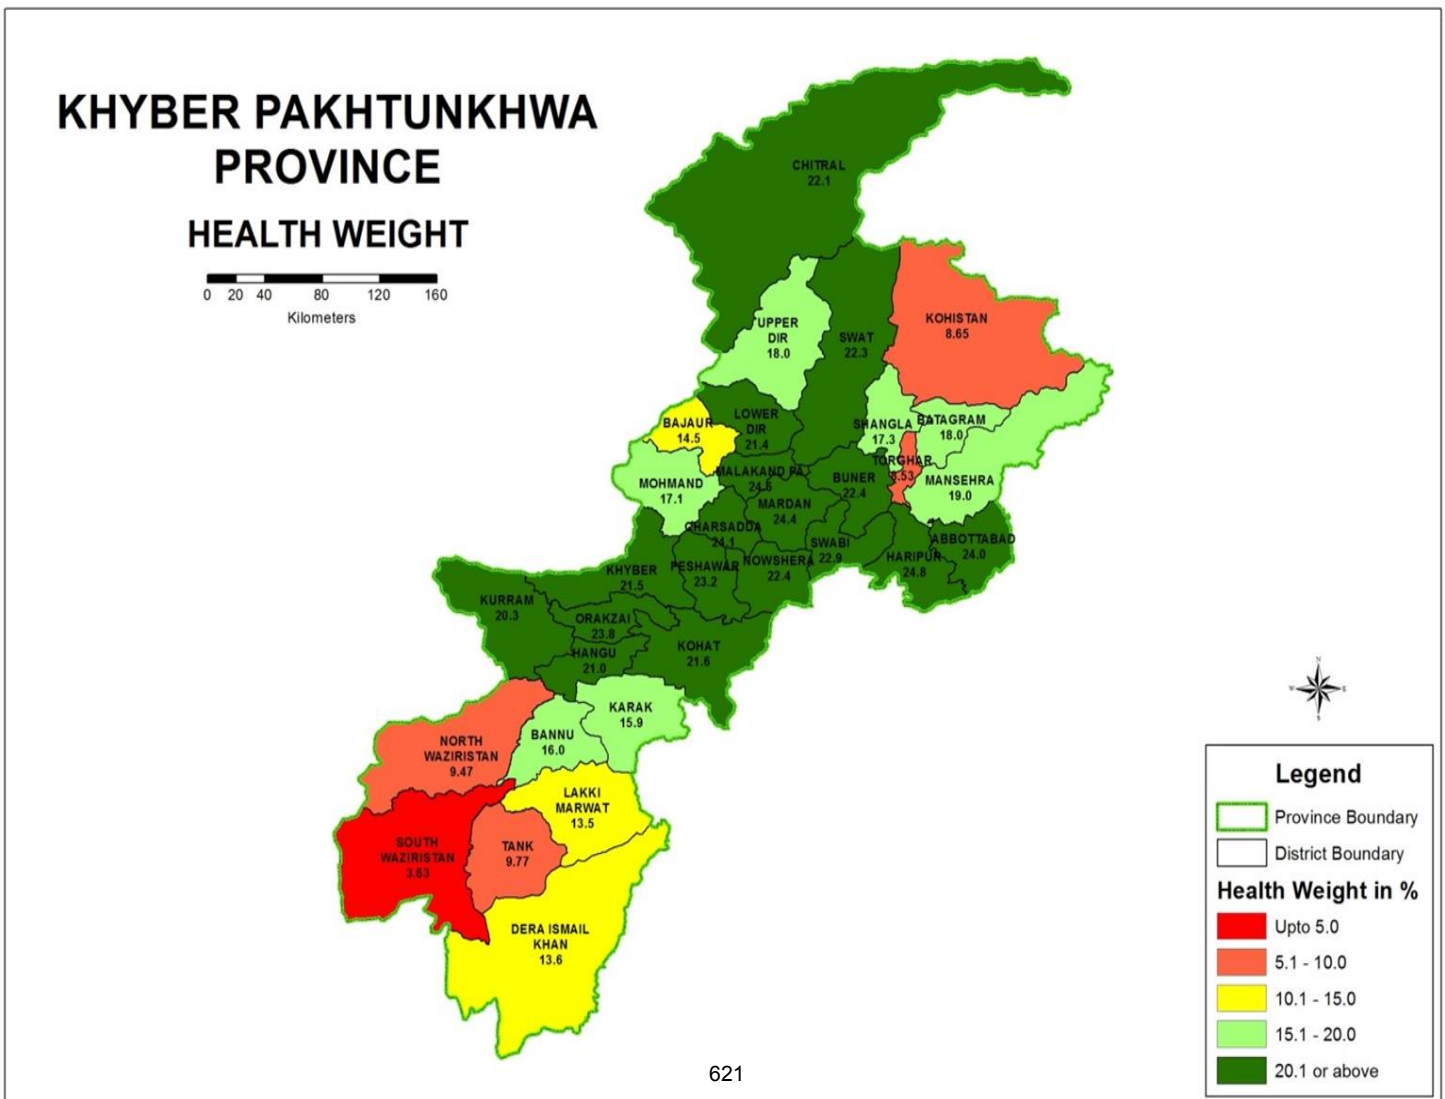 KHYBER PAKHTUNKHWA
PROVINCE
HEALTH WEIGHT
0 20 40 80 120 160
Kilometers
CHITRAL
22.1
UPPER
DIR
18.0
SWAT
22.3
KOHISTAN
8.65
BAJAUR
14.5
LOWER
DIR
21.4
SHANGLA
17.3
BATAGRAM
18.0
TORGHAR
MANSEHRA
19.0
MOHMAND
17.1
MALAKAND PA
24.6
BUNER
22.4
MARDAN
24.4
CHARSADDA
24.1
SWABI
22.9
ABBOTTABAD
24.0
HARIPUR
24.8
NOWSHERA
22.4
PESHAWAR
23.2
KHYBER
21.5
KURRAM
20.3
ORAKZAI
23.8
HANGU
21.0
KOHAT
21.6
KARAK
15.9
BANNU
16.0
NORTH
WAZIRISTAN
9.47
LAKKI
MARWAT
13.5
SOUTH
WAZIRISTAN
3.63
TANK
9.77
DERA ISMAIL
KHAN
13.6
N
W E
S
Legend
Province Boundary
District Boundary
Health Weight in %
Upto 5.0
5.1 - 10.0
10.1 - 15.0
15.1 - 20.0
20.1 or above
621